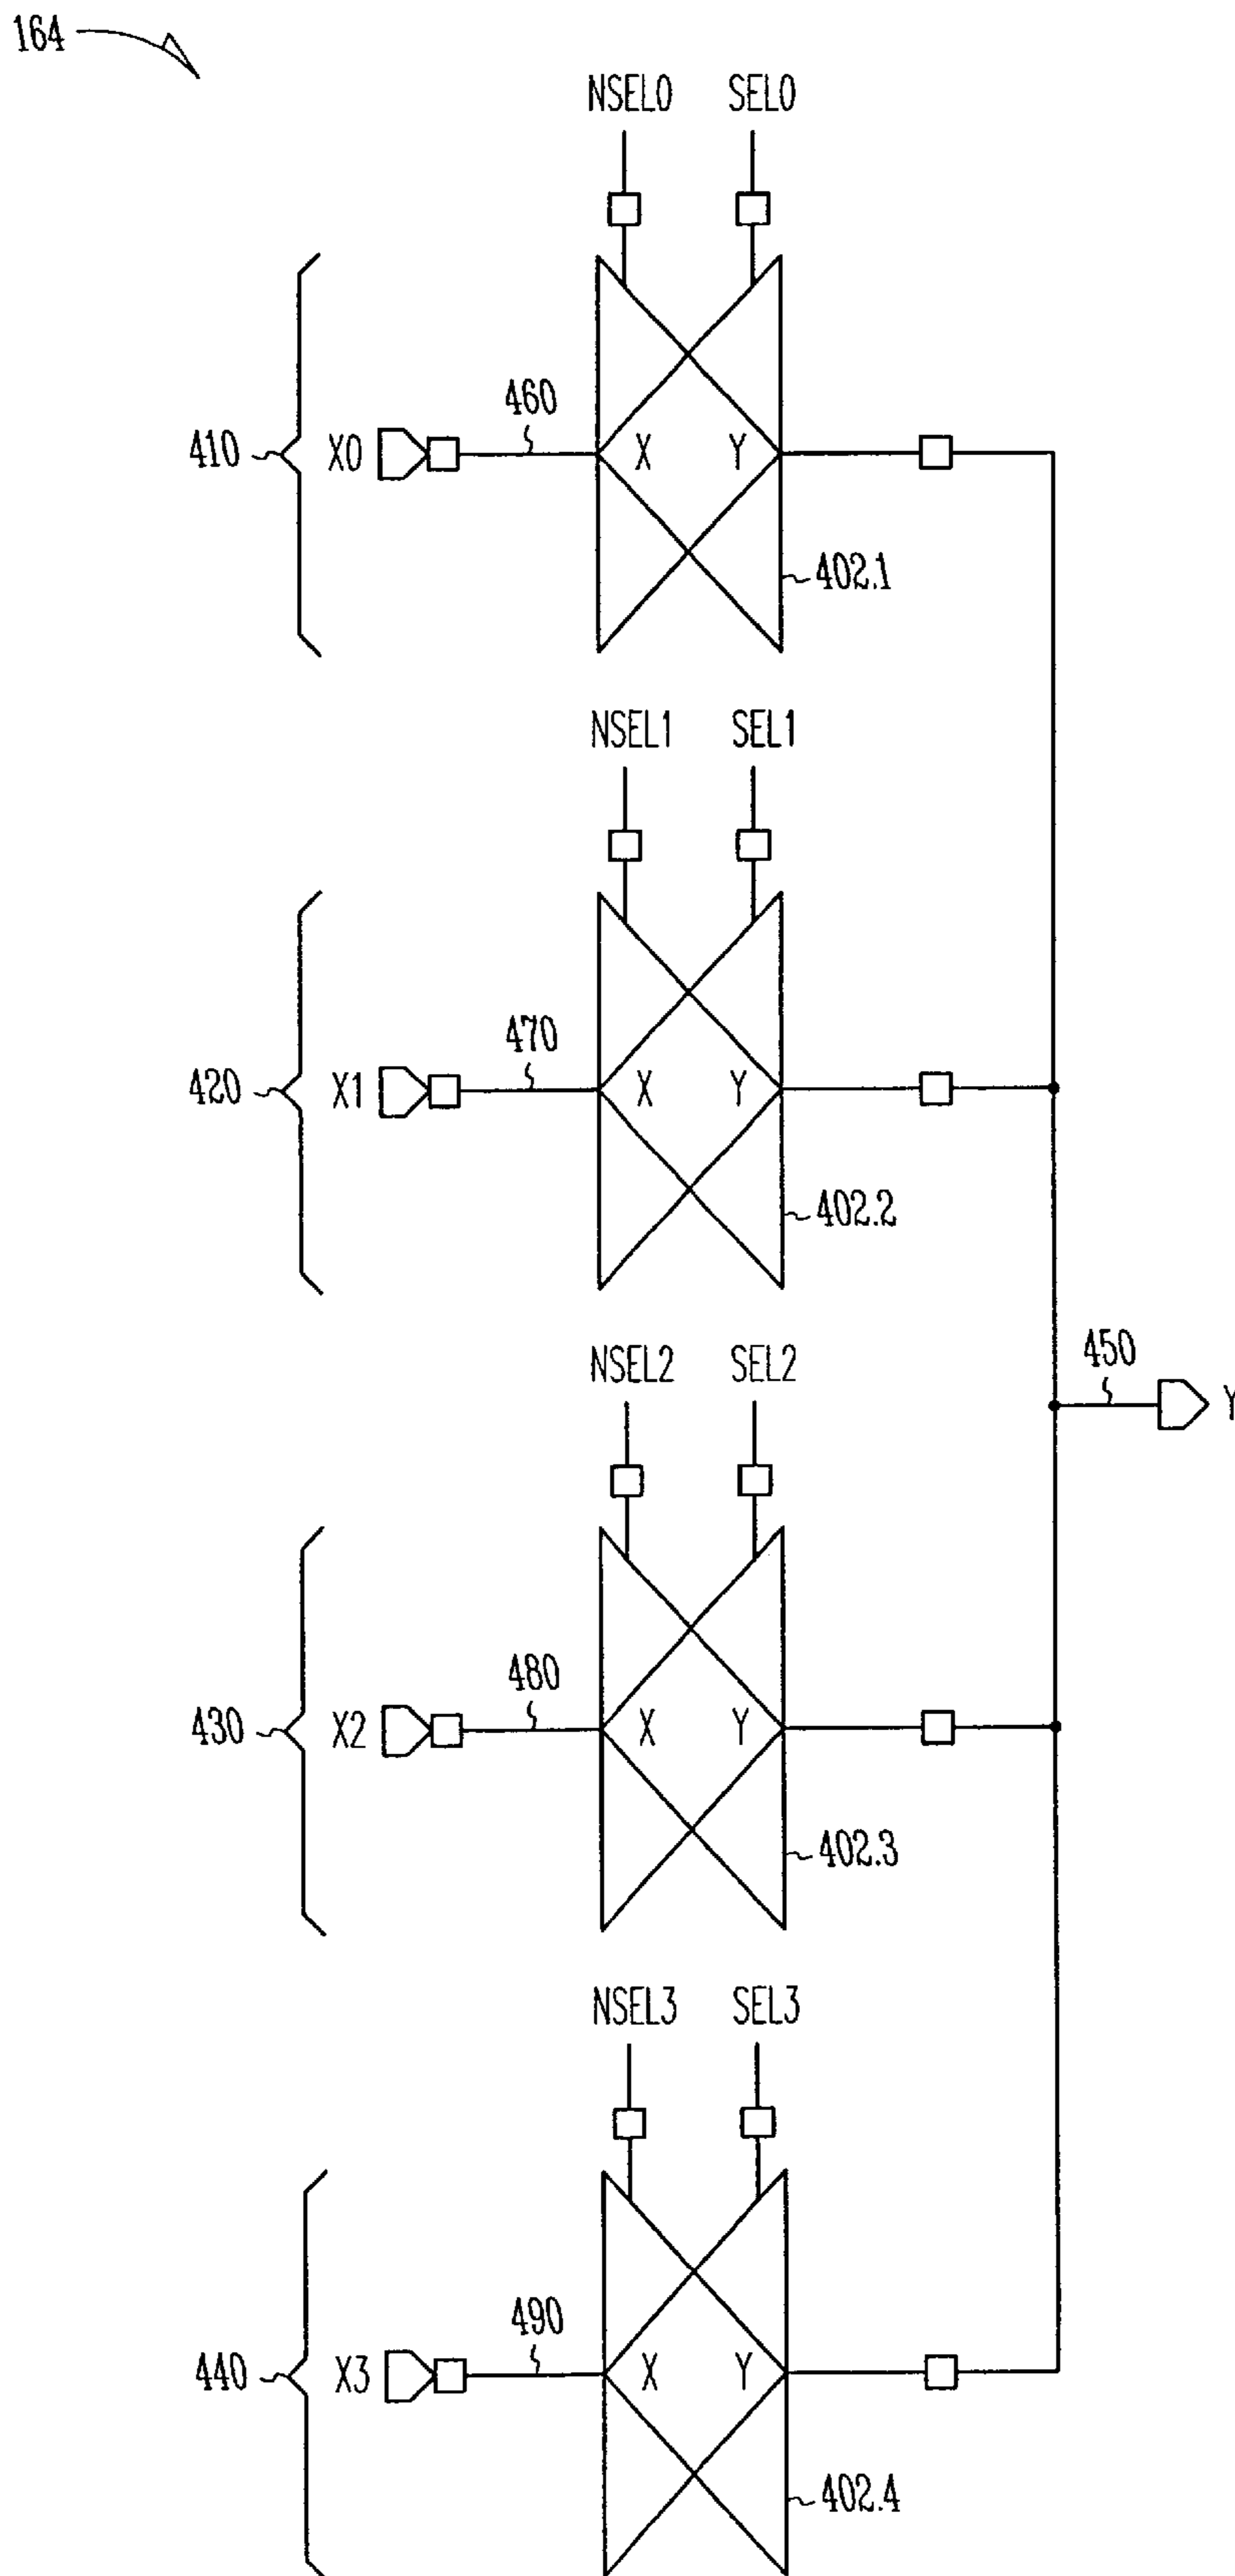 164
NSEL0 SEL0
460
410 X0 X Y
402.1
NSEL1 SEL1
470
420 X1 X Y
402.2
NSEL2 SEL2
450
Y
480
430 X2 X Y
402.3
NSEL3 SEL3
490
440 X3 X Y
402.4